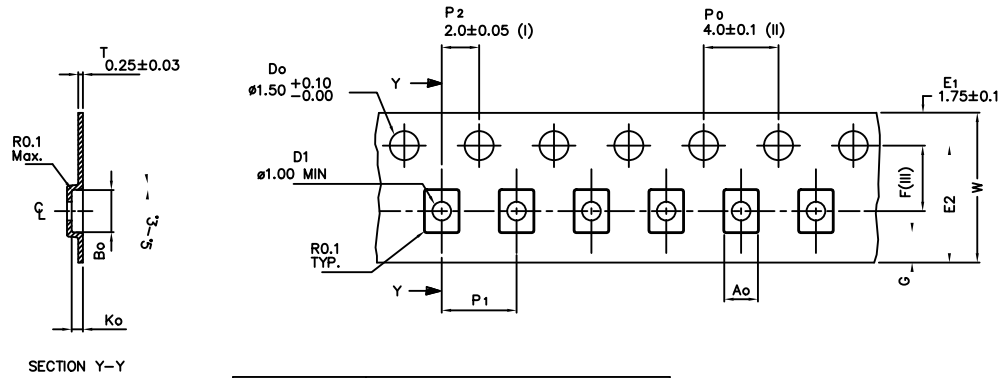 P2
2.0±0.05 (I)
Po
4.0±0.1 (II)
T
0.25±0.03
Do
ø1.50 +0.10
-0.00
Y
E1
1.75±0.1
R0.1
Max.
D1
ø1.00 MIN
F(III)
E2
W
℄
Bo
3°-5°
R0.1
TYP.
G
Y
P1
Ao
Ko
SECTION Y-Y